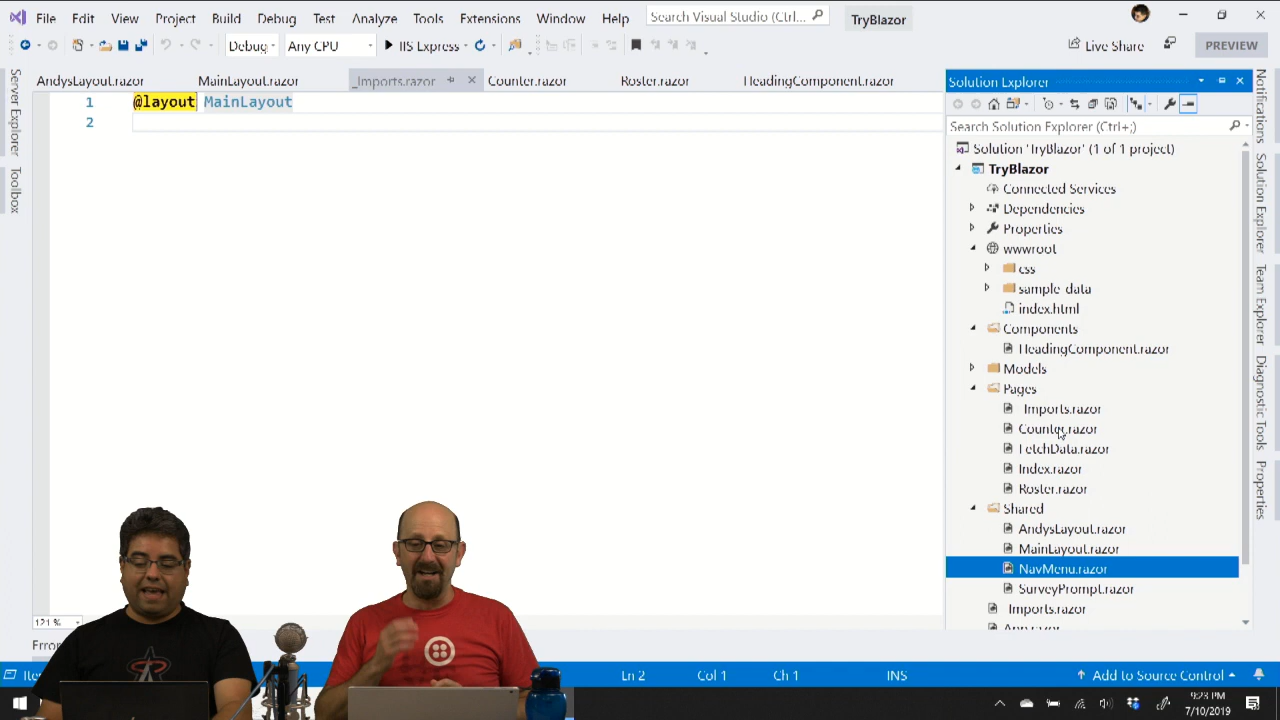 File Edit View Project Build Debug Test Analyze Tools Extensions Window Help Search Visual Studio (Ctrl+... TryBlazor
Debug Any CPU IIS Express Live Share PREVIEW
AndysLayout.razor MainLayout.razor _Imports.razor Counter.razor Roster.razor HeadingComponent.razor
1 @layout MainLayout
2
Server Explorer
Toolbox
Solution Explorer
Search Solution Explorer (Ctrl+;)
Solution 'TryBlazor' (1 of 1 project)
TryBlazor
Connected Services
Dependencies
Properties
wwwroot
css
sample_data
index.html
Components
HeadingComponent.razor
Models
Pages
_Imports.razor
Counter.razor
FetchData.razor
Index.razor
Roster.razor
Shared
AndysLayout.razor
MainLayout.razor
NavMenu.razor
SurveyPrompt.razor
_Imports.razor
App.razor
Notifications
Solution Explorer
Team Explorer
Diagnostic Tools
Properties
121 %
Ln 2 Col 1 Ch 1 INS Add to Source Control
9:23 PM
7/10/2019